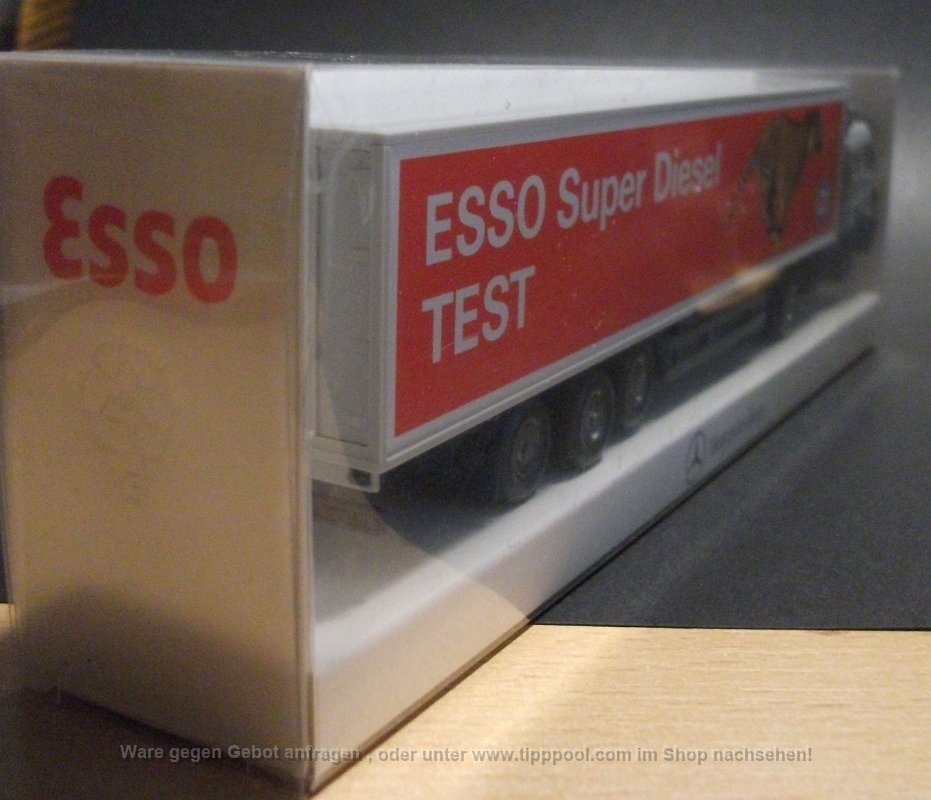 Esso
ESSO Super Diesel
TEST
Ware gegen Gebot anfragen , oder unter www.tipppool.com im Shop nachsehen!